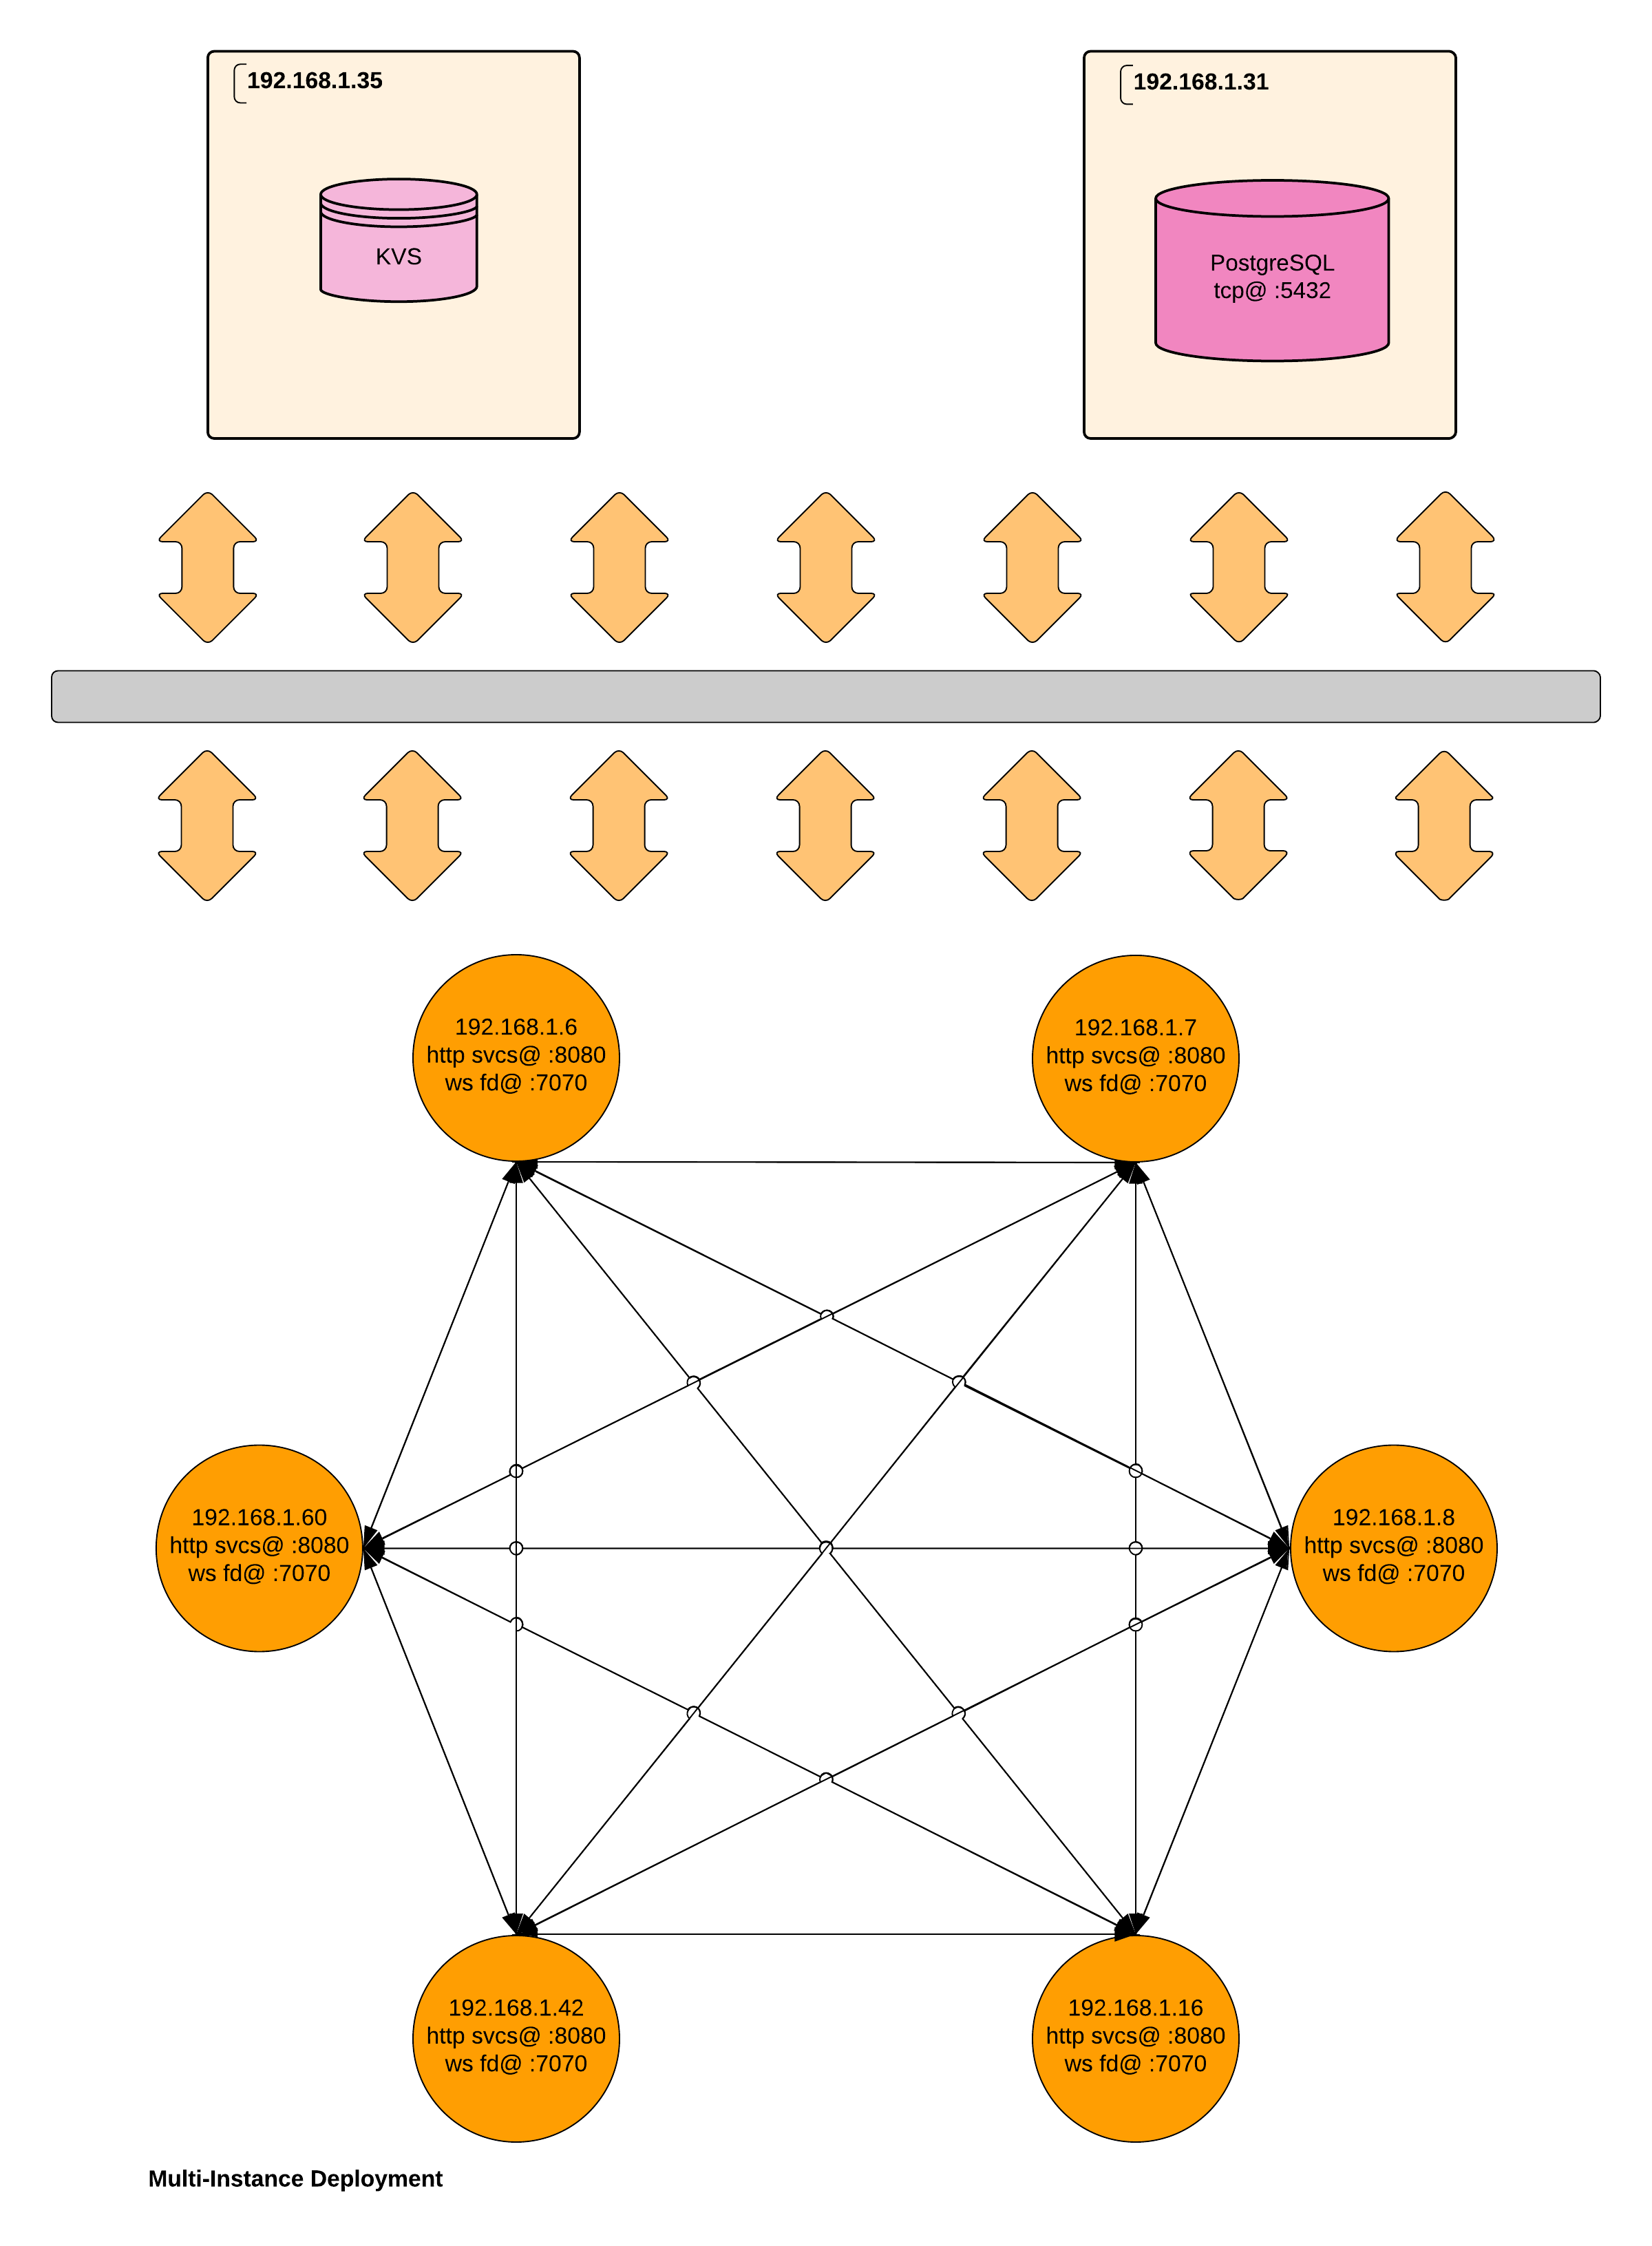 192.168.1.35
192.168.1.31
KVS
PostgreSQL
tcp@ :5432
192.168.1.6
http svcs@ :8080
ws fd@ :7070
192.168.1.7
http svcs@ :8080
ws fd@ :7070
192.168.1.60
http svcs@ :8080
ws fd@ :7070
192.168.1.8
http svcs@ :8080
ws fd@ :7070
192.168.1.42
http svcs@ :8080
ws fd@ :7070
192.168.1.16
http svcs@ :8080
ws fd@ :7070
Multi-Instance Deployment